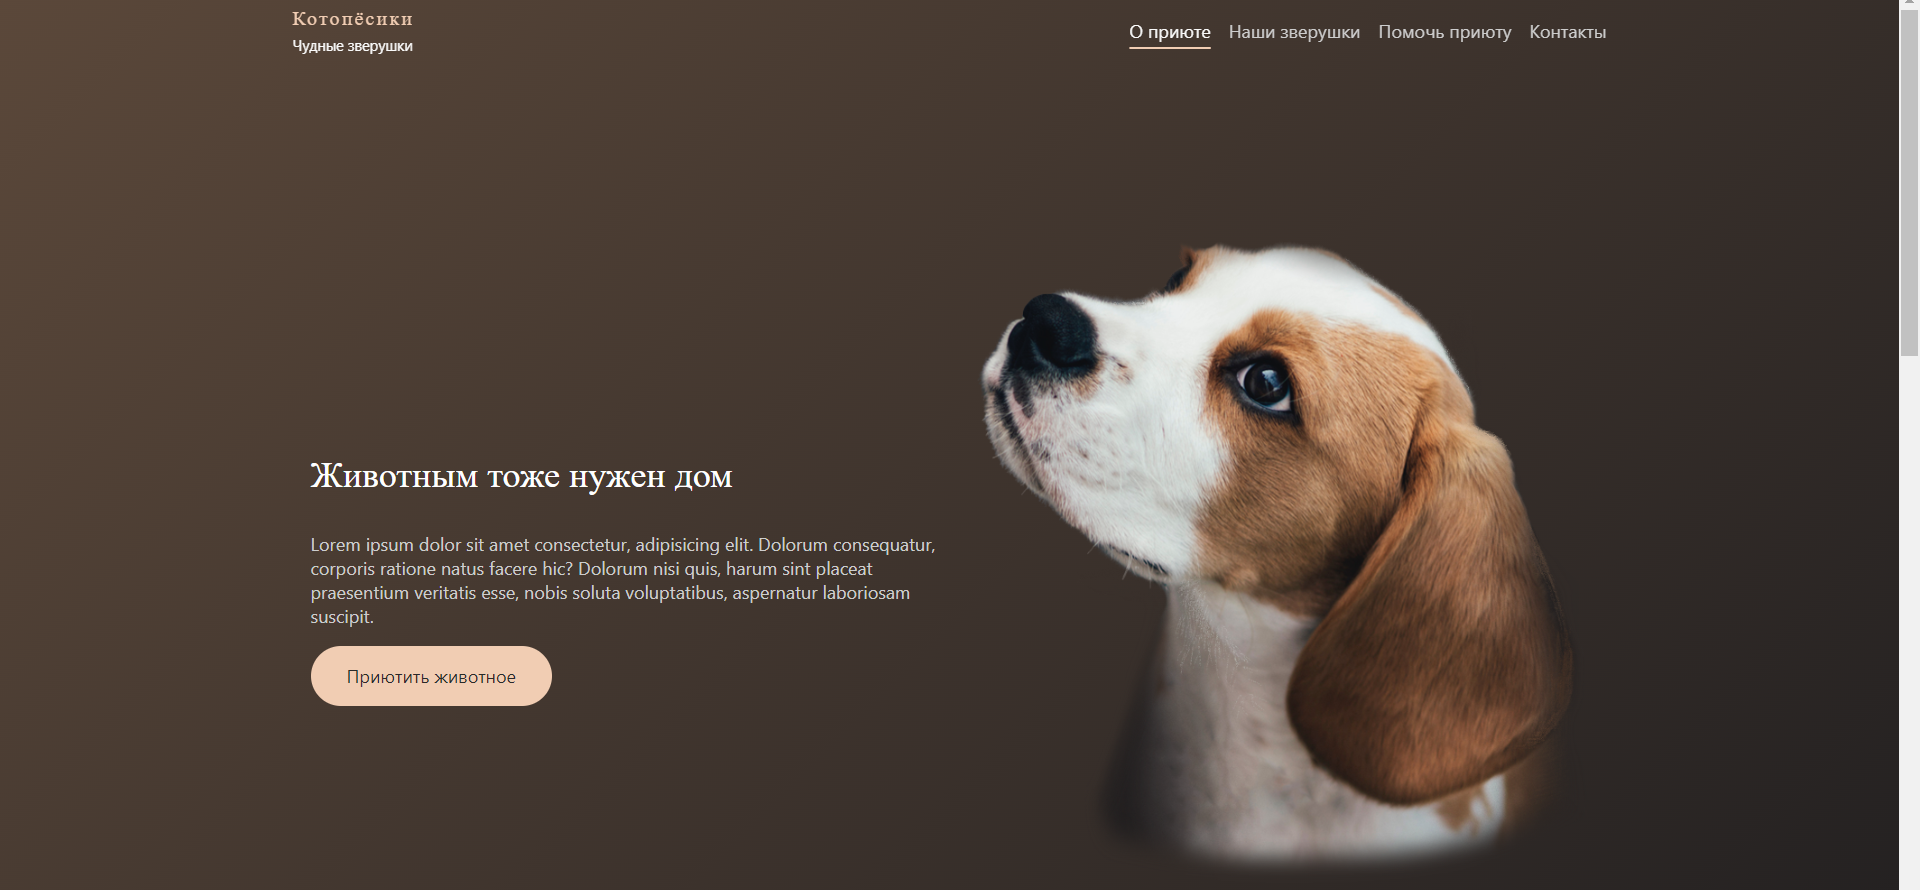 Котопёсики
Чудные зверушки
О приюте Наши зверушки Помочь приюту Контакты
Животным тоже нужен дом
Lorem ipsum dolor sit amet consectetur, adipisicing elit. Dolorum consequatur,
corporis ratione natus facere hic? Dolorum nisi quis, harum sint placeat
praesentium veritatis esse, nobis soluta voluptatibus, aspernatur laboriosam
suscipit.
Приютить животное